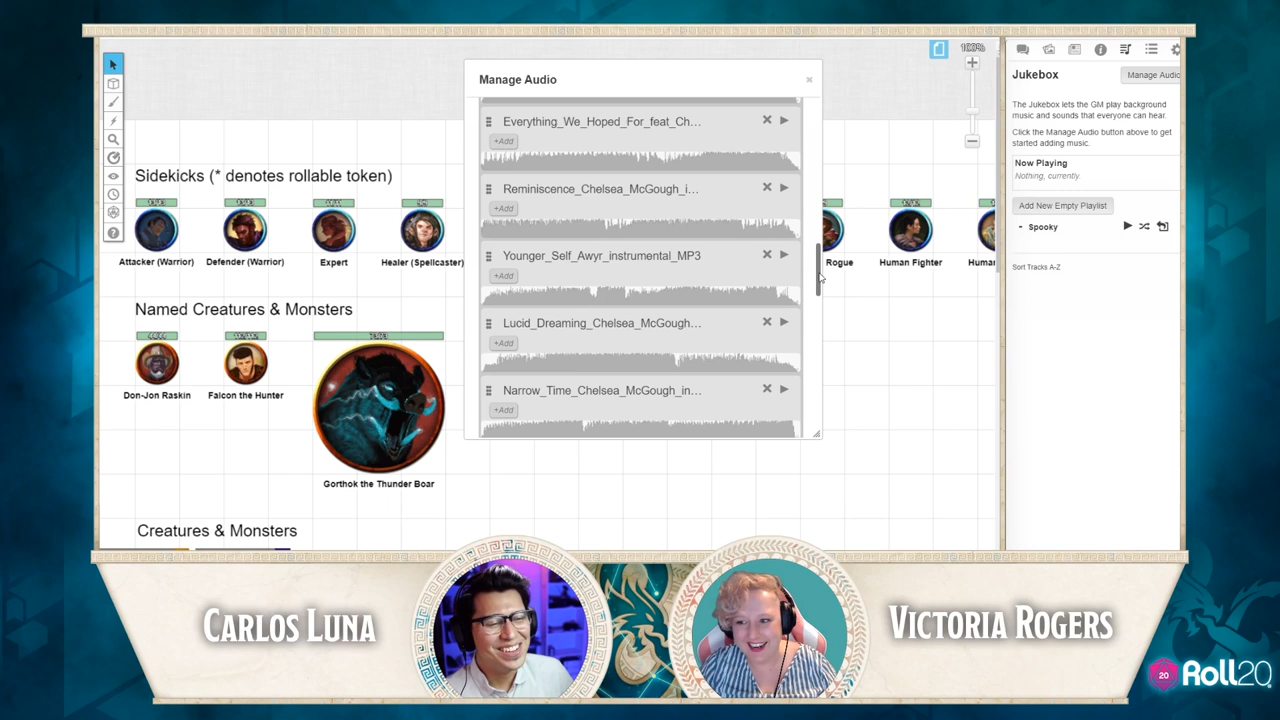 Manage Audio
×
Everything_We_Hoped_For_feat_Ch...
+Add
Reminiscence_Chelsea_McGough_i...
+Add
Younger_Self_Awyr_instrumental_MP3
+Add
Lucid_Dreaming_Chelsea_McGough...
+Add
Narrow_Time_Chelsea_McGough_in...
+Add
Sidekicks (* denotes rollable token)
Attacker (Warrior)
Defender (Warrior)
Expert
Healer (Spellcaster)
Rogue
Human Fighter
Human
Named Creatures & Monsters
Don-Jon Raskin
Falcon the Hunter
Gorthok the Thunder Boar
Creatures & Monsters
100%
Jukebox
Manage Audio
The Jukebox lets the GM play background
music and sounds that everyone can hear.
Click the Manage Audio button above to get
started adding music.
Now Playing
Nothing, currently.
Add New Empty Playlist
- Spooky
Sort Tracks A-Z
CARLOS LUNA
VICTORIA ROGERS
20
Roll20